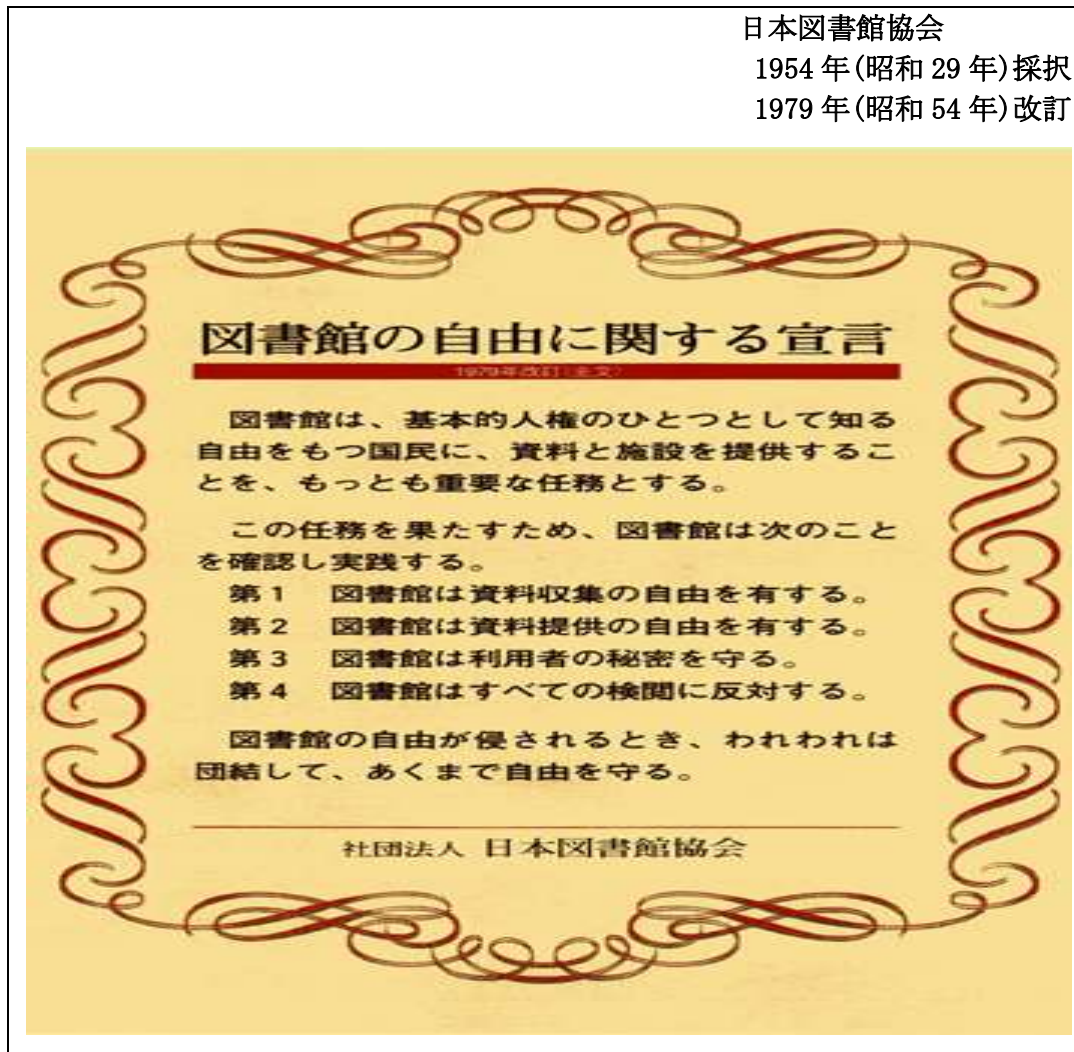 日本図書館協会
1954年(昭和29年)採択
1979年(昭和54年)改訂
図書館の自由に関する宣言
1979年改訂(主文)
図書館は、基本的人権のひとつとして知る
自由をもつ国民に、資料と施設を提供するこ
とを、もっとも重要な任務とする。
この任務を果たすため、図書館は次のこと
を確認し実践する。
第1 図書館は資料収集の自由を有する。
第2 図書館は資料提供の自由を有する。
第3 図書館は利用者の秘密を守る。
第4 図書館はすべての検閲に反対する。
図書館の自由が侵されるとき、われわれは
団結して、あくまで自由を守る。
社団法人 日本図書館協会